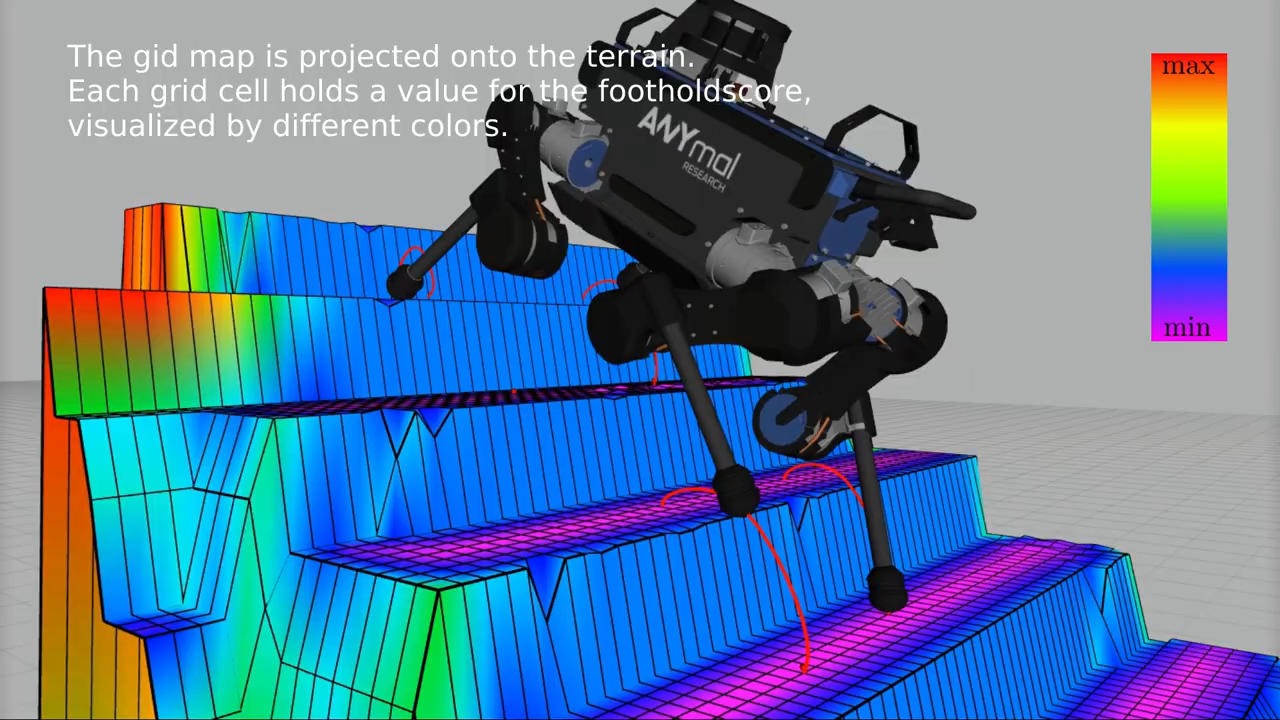 The gid map is projected onto the terrain.
Each grid cell holds a value for the footholdscore,
visualized by different colors.
max
min
ANYmal
RESEARCH